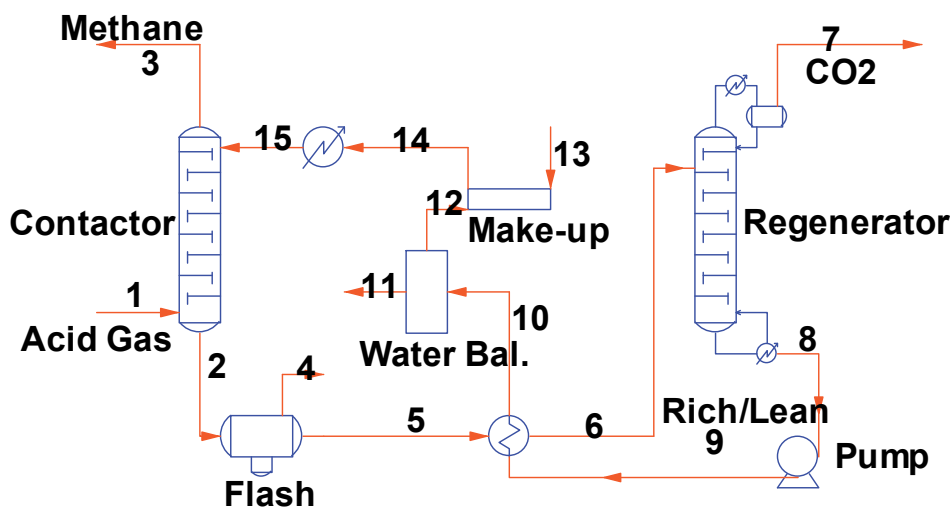 Methane
3
7
CO2
15
14
13
12
Make-up
Contactor
Regenerator
1
Acid Gas
11
10
Water Bal.
2
4
8
5
6
Rich/Lean
9
Pump
Flash